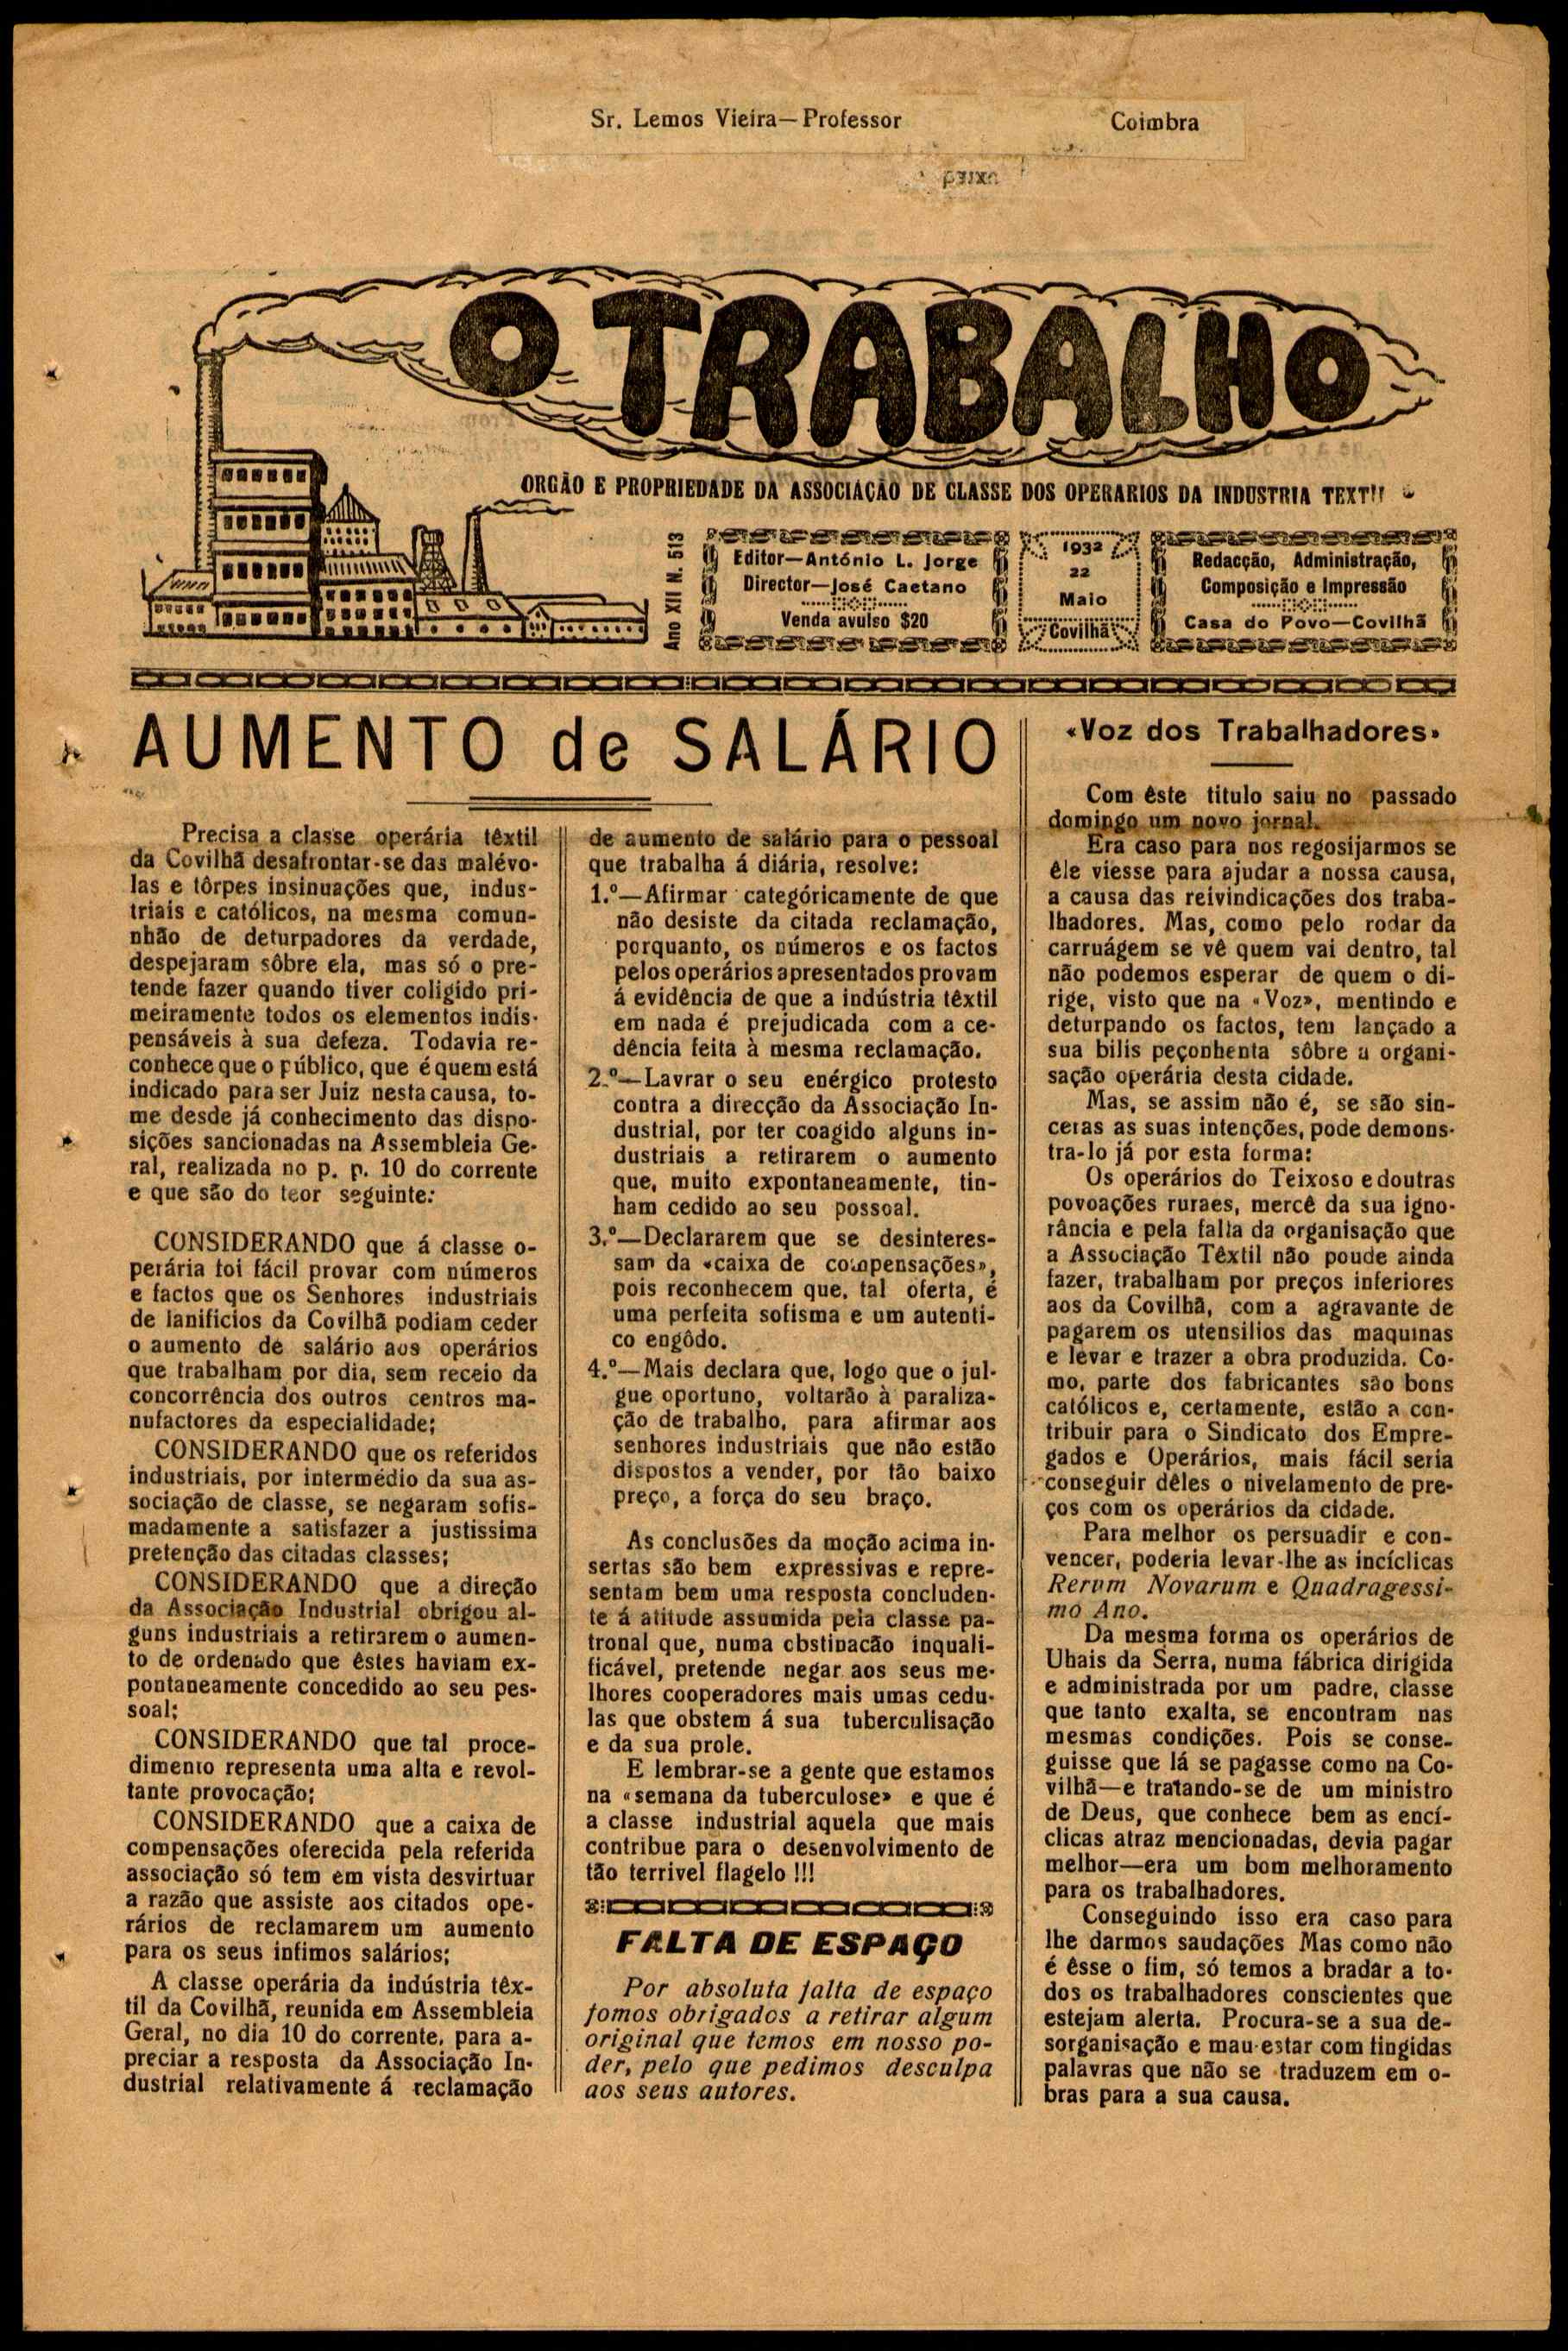 Sr. Lemos Vieira—Professor Coimbra
O TRABALHO
ORGÃO E PROPRIEDADE DA ASSOCIAÇÃO DE CLASSE DOS OPERARIOS DA INDUSTRIA
Ano XII N. 513
Editor—António L. Jorge
Director—José Caetano
Venda avulso $20
1932
22
Maio
Covilhã
Redacção, Administração,
Composição e Impressão
Casa do Povo—Covilhã
AUMENTO de SALÁRIO
Precisa a classe operária têxtil
da Covilhã desafrontar-se das malévo-
las e tôrpes insinuações que, indus-
triais e católicos, na mesma comun-
nhão de deturpadores da verdade,
despejaram sôbre ela, mas só o pre-
tende fazer quando tiver coligido pri-
meiramente todos os elementos indis-
pensáveis à sua defeza. Todavia re-
conhece que o público, que é quem está
indicado para ser Juiz nesta causa, to-
me desde já conhecimento das dispo-
sições sancionadas na Assembleia Ge-
ral, realizada no p. p. 10 do corrente
e que são do teor seguinte:
CONSIDERANDO que á classe o-
perária foi fácil provar com números
e factos que os Senhores industriais
de lanificios da Covilhã podiam ceder
o aumento de salário aos operários
que trabalham por dia, sem receio da
concorrência dos outros centros ma-
nufactores da especialidade;
CONSIDERANDO que os referidos
industriais, por intermédio da sua as-
sociação de classe, se negaram sofis-
madamente a satisfazer a justissima
pretenção das citadas classes;
CONSIDERANDO que a direção
da Associação Industrial obrigou al-
guns industriais a retirarem o aumen-
to de ordenado que êstes haviam ex-
pontaneamente concedido ao seu pes-
soal;
CONSIDERANDO que tal proce-
dimento representa uma alta e revol-
tante provocação;
CONSIDERANDO que a caixa de
compensações oferecida pela referida
associação só tem em vista desvirtuar
a razão que assiste aos citados ope-
rários de reclamarem um aumento
para os seus infimos salários;
A classe operária da indústria têx-
til da Covilhã, reunida em Assembleia
Geral, no dia 10 do corrente, para a-
preciar a resposta da Associação In-
dustrial relativamente á reclamação
de aumento de salário para o pessoal
que trabalha á diária, resolve:
1.º—Afirmar categóricamente de que
não desiste da citada reclamação,
porquanto, os números e os factos
pelos operários apresentados provam
á evidência de que a indústria têxtil
em nada é prejudicada com a ce-
dência feita à mesma reclamação.
2.º—Lavrar o seu enérgico protesto
contra a direcção da Associação In-
dustrial, por ter coagido alguns in-
dustriais a retirarem o aumento
que, muito expontaneamente, tin-
ham cedido ao seu possoal.
3.º—Declararem que se desinteres-
sam da «caixa de compensações»,
pois reconhecem que, tal oferta, é
uma perfeita sofisma e um autenti-
co engôdo.
4.º—Mais declara que, logo que o jul-
gue oportuno, voltarão à paraliza-
ção de trabalho, para afirmar aos
senhores industriais que não estão
dispostos a vender, por tão baixo
preço, a força do seu braço.
As conclusões da moção acima in-
sertas são bem expressivas e repre-
sentam bem uma resposta concluden-
te á atitude assumida pela classe pa-
tronal que, numa obstinacão inquali-
ficável, pretende negar aos seus me-
lhores cooperadores mais umas cedu-
las que obstem á sua tuberculisação
e da sua prole.
E lembrar-se a gente que estamos
na «semana da tuberculose» e que é
a classe industrial aquela que mais
contribue para o desenvolvimento de
tão terrivel flagelo !!!
FALTA DE ESPAÇO
Por absoluta falta de espaço
fomos obrigados a retirar algum
original que temos em nosso po-
der, pelo que pedimos desculpa
aos seus autores.
«Voz dos Trabalhadores»
Com êste titulo saiu no passado
domingo um novo jornal.
Era caso para nos regosijarmos se
êle viesse para ajudar a nossa causa,
a causa das reivindicações dos traba-
lhadores. Mas, como pelo rodar da
carruágem se vê quem vai dentro, tal
não podemos esperar de quem o di-
rige, visto que na «Voz», mentindo e
deturpando os factos, tem lançado a
sua bilis peçonhenta sôbre a organi-
sação operária desta cidade.
Mas, se assim não é, se são sin-
ceras as suas intenções, pode demons-
tra-lo já por esta forma:
Os operários do Teixoso e doutras
povoações ruraes, mercê da sua igno-
rância e pela falta da organisação que
a Associação Têxtil não poude ainda
fazer, trabalham por preços inferiores
aos da Covilhã, com a agravante de
pagarem os utensilios das maquinas
e levar e trazer a obra produzida. Co-
mo, parte dos fabricantes são bons
católicos e, certamente, estão a con-
tribuir para o Sindicato dos Empre-
gados e Operários, mais fácil seria
conseguir dêles o nivelamento de pre-
ços com os operários da cidade.
Para melhor os persuadir e con-
vencer, poderia levar-lhe as incíclicas
Rerum Novarum e Quadragessi-
mo Ano.
Da mesma forma os operários de
Uhais da Serra, numa fábrica dirigida
e administrada por um padre, classe
que tanto exalta, se encontram nas
mesmas condições. Pois se conse-
guisse que lá se pagasse como na Co-
vilhã—e tratando-se de um ministro
de Deus, que conhece bem as encí-
clicas atraz mencionadas, devia pagar
melhor—era um bom melhoramento
para os trabalhadores.
Conseguindo isso era caso para
lhe darmos saudações Mas como não
é êsse o fim, só temos a bradar a to-
dos os trabalhadores conscientes que
estejam alerta. Procura-se a sua de-
sorganisação e mau-estar com tingidas
palavras que não se traduzem em o-
bras para a sua causa.